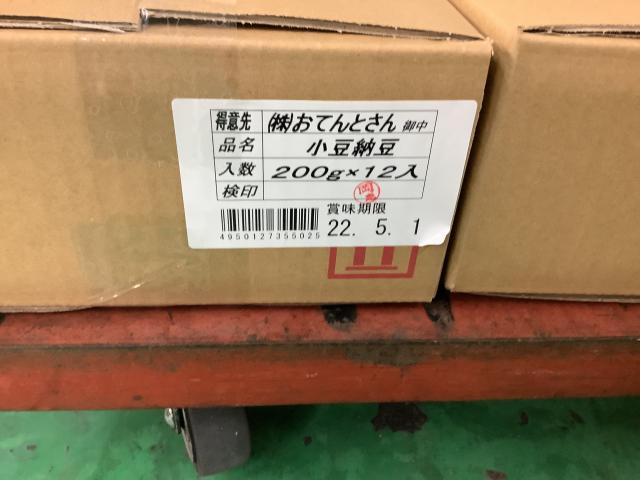 得意先 ㈱おてんとさん 御中
品名 小豆納豆
入数 200g×12入
検印
賞味期限
22. 5. 1
4950127355025